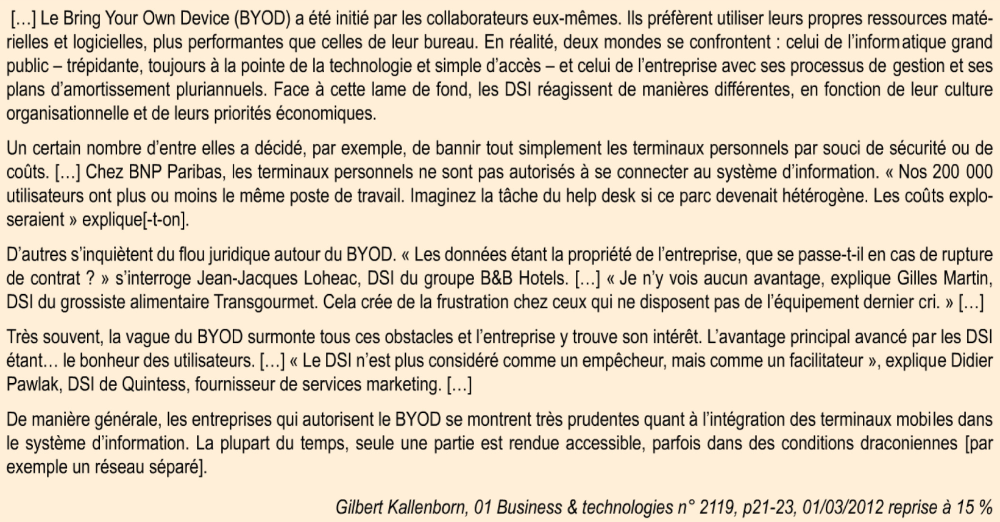 […] Le Bring Your Own Device (BYOD) a été initié par les collaborateurs eux-mêmes. Ils préfèrent utiliser leurs propres ressources maté-
rielles et logicielles, plus performantes que celles de leur bureau. En réalité, deux mondes se confrontent : celui de l’informatique grand
public – trépidante, toujours à la pointe de la technologie et simple d’accès – et celui de l’entreprise avec ses processus de gestion et ses
plans d’amortissement pluriannuels. Face à cette lame de fond, les DSI réagissent de manières différentes, en fonction de leur culture
organisationnelle et de leurs priorités économiques.
Un certain nombre d’entre elles a décidé, par exemple, de bannir tout simplement les terminaux personnels par souci de sécurité ou de
coûts. […] Chez BNP Paribas, les terminaux personnels ne sont pas autorisés à se connecter au système d’information. « Nos 200 000
utilisateurs ont plus ou moins le même poste de travail. Imaginez la tâche du help desk si ce parc devenait hétérogène. Les coûts explo-
seraient » explique[-t-on].
D’autres s’inquiètent du flou juridique autour du BYOD. « Les données étant la propriété de l’entreprise, que se passe-t-il en cas de rupture
de contrat ? » s’interroge Jean-Jacques Loheac, DSI du groupe B&B Hotels. […] « Je n’y vois aucun avantage, explique Gilles Martin,
DSI du grossiste alimentaire Transgourmet. Cela crée de la frustration chez ceux qui ne disposent pas de l’équipement dernier cri. » […]
Très souvent, la vague du BYOD surmonte tous ces obstacles et l’entreprise y trouve son intérêt. L’avantage principal avancé par les DSI
étant… le bonheur des utilisateurs. […] « Le DSI n’est plus considéré comme un empêcheur, mais comme un facilitateur », explique Didier
Pawlak, DSI de Quintess, fournisseur de services marketing. […]
De manière générale, les entreprises qui autorisent le BYOD se montrent très prudentes quant à l’intégration des terminaux mobiles dans
le système d’information. La plupart du temps, seule une partie est rendue accessible, parfois dans des conditions draconiennes [par
exemple un réseau séparé].
Gilbert Kallenborn, 01 Business & technologies n° 2119, p21-23, 01/03/2012 reprise à 15 %